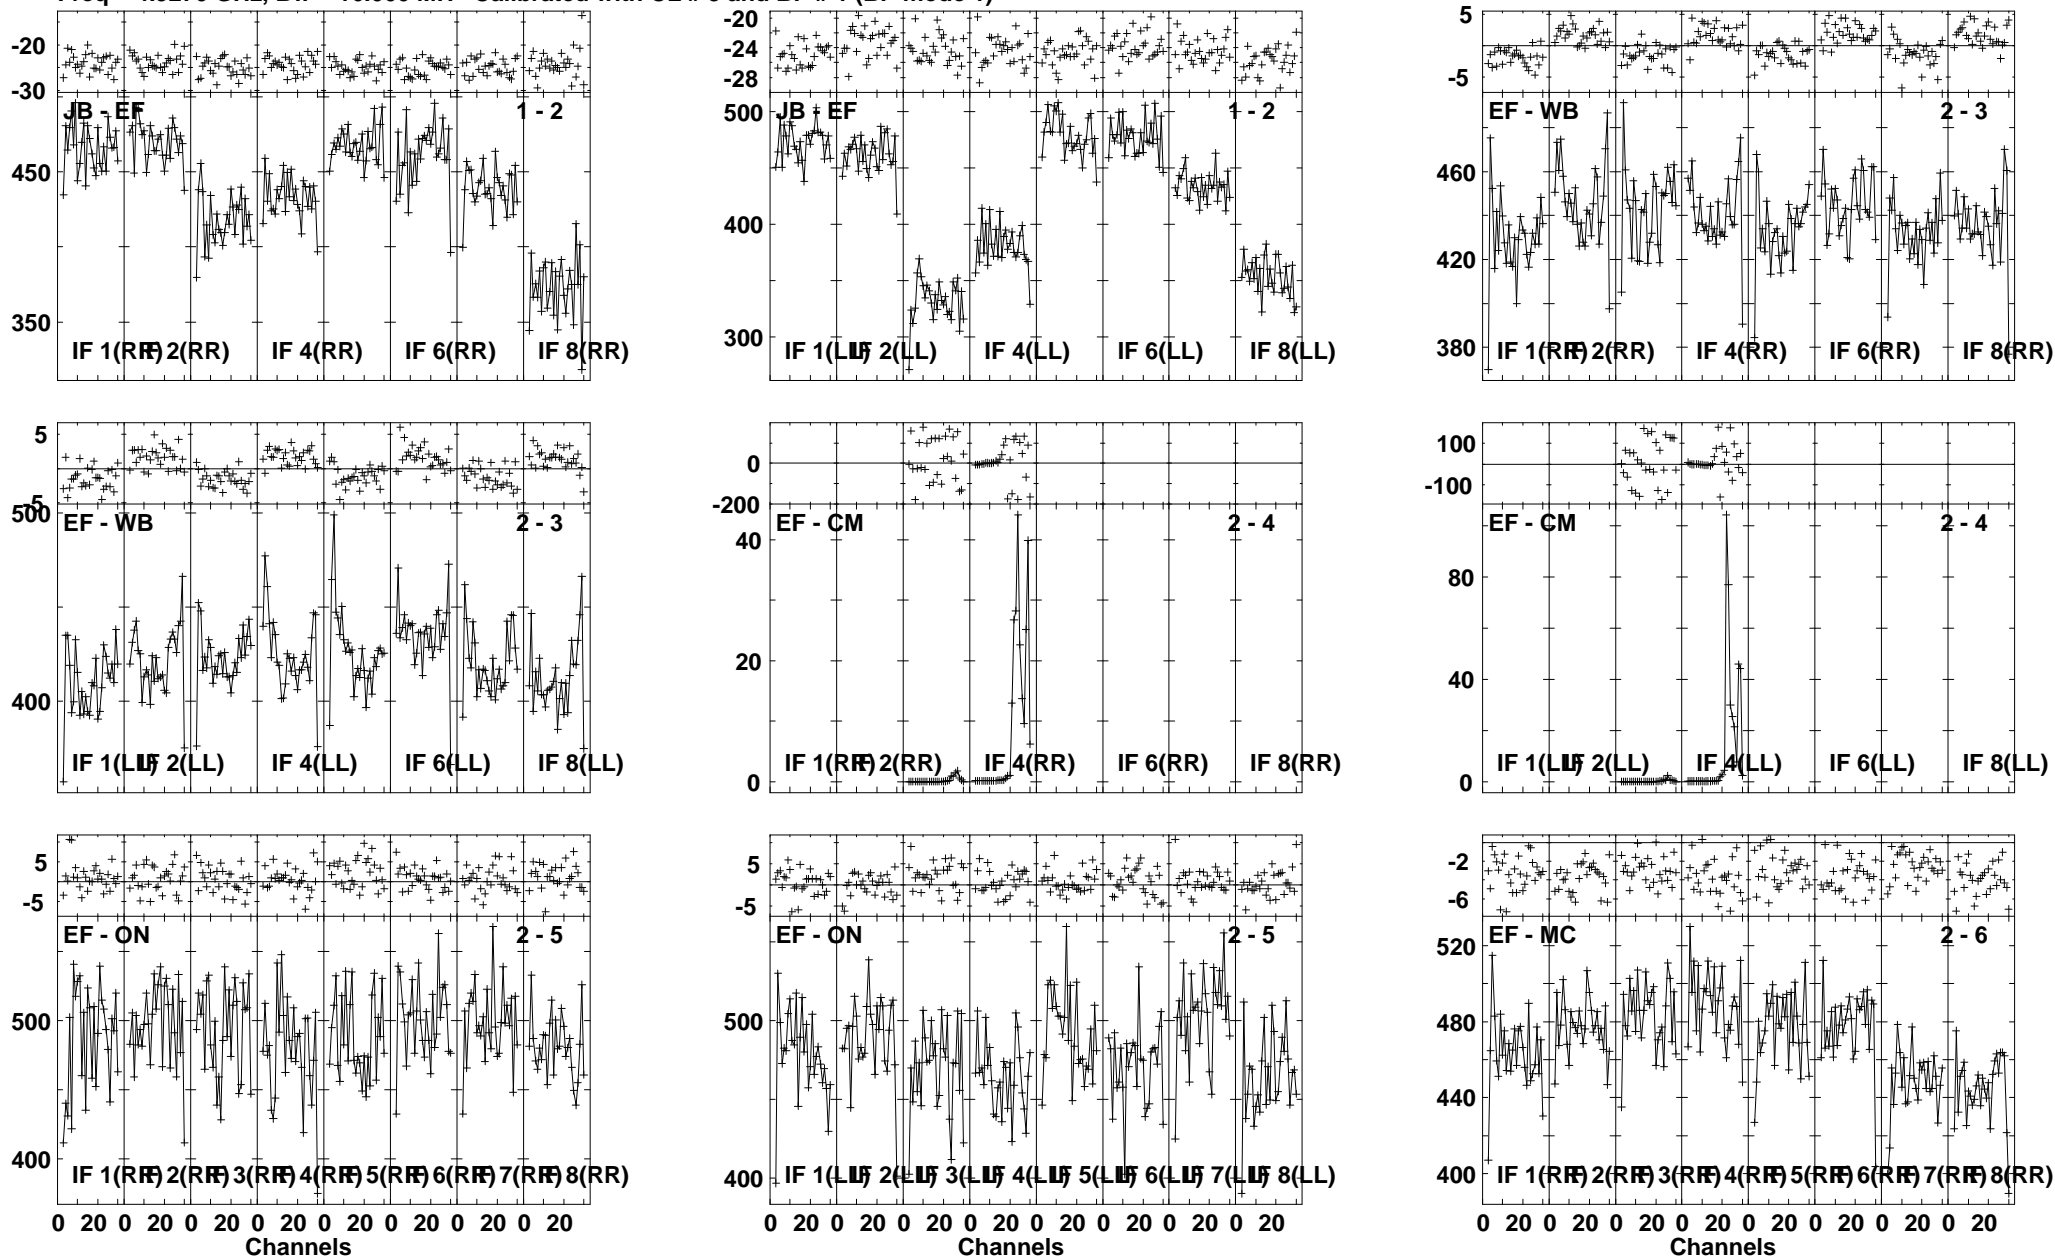 -20
-30
JB - EF 1 - 2
450
350
IF 1(RR) IF 2(RR) IF 4(RR) IF 6(RR) IF 8(RR)
-20
-24
-28
JB - EF 1 - 2
500
400
300
IF 1(LL) IF 2(LL) IF 4(LL) IF 6(LL) IF 8(LL)
5
-5
EF - WB 2 - 3
460
420
380
IF 1(RR) IF 2(RR) IF 4(RR) IF 6(RR) IF 8(RR)
5
-5
500
EF - WB 2 - 3
400
IF 1(LL) IF 2(LL) IF 4(LL) IF 6(LL) IF 8(LL)
0
-200
EF - CM 2 - 4
40
20
0
IF 1(RR) IF 2(RR) IF 4(RR) IF 6(RR) IF 8(RR)
100
-100
EF - CM 2 - 4
80
40
0
IF 1(LL) IF 2(LL) IF 4(LL) IF 6(LL) IF 8(LL)
5
-5
EF - ON 2 - 5
500
400
IF 1(RR) IF 2(RR) IF 3(RR) IF 4(RR) IF 5(RR) IF 6(RR) IF 7(RR) IF 8(RR)
0 20 0 20 0 20 0 20 0 20 0 20 0 20 0 20
Channels
5
-5
EF - ON 2 - 5
500
400
IF 1(LL) IF 2(LL) IF 3(LL) IF 4(LL) IF 5(LL) IF 6(LL) IF 7(LL) IF 8(LL)
0 20 0 20 0 20 0 20 0 20 0 20 0 20 0 20
Channels
-2
-6
EF - MC 2 - 6
520
480
440
400
IF 1(RR) IF 2(RR) IF 3(RR) IF 4(RR) IF 5(RR) IF 6(RR) IF 7(RR) IF 8(RR)
0 20 0 20 0 20 0 20 0 20 0 20 0 20 0 20
Channels